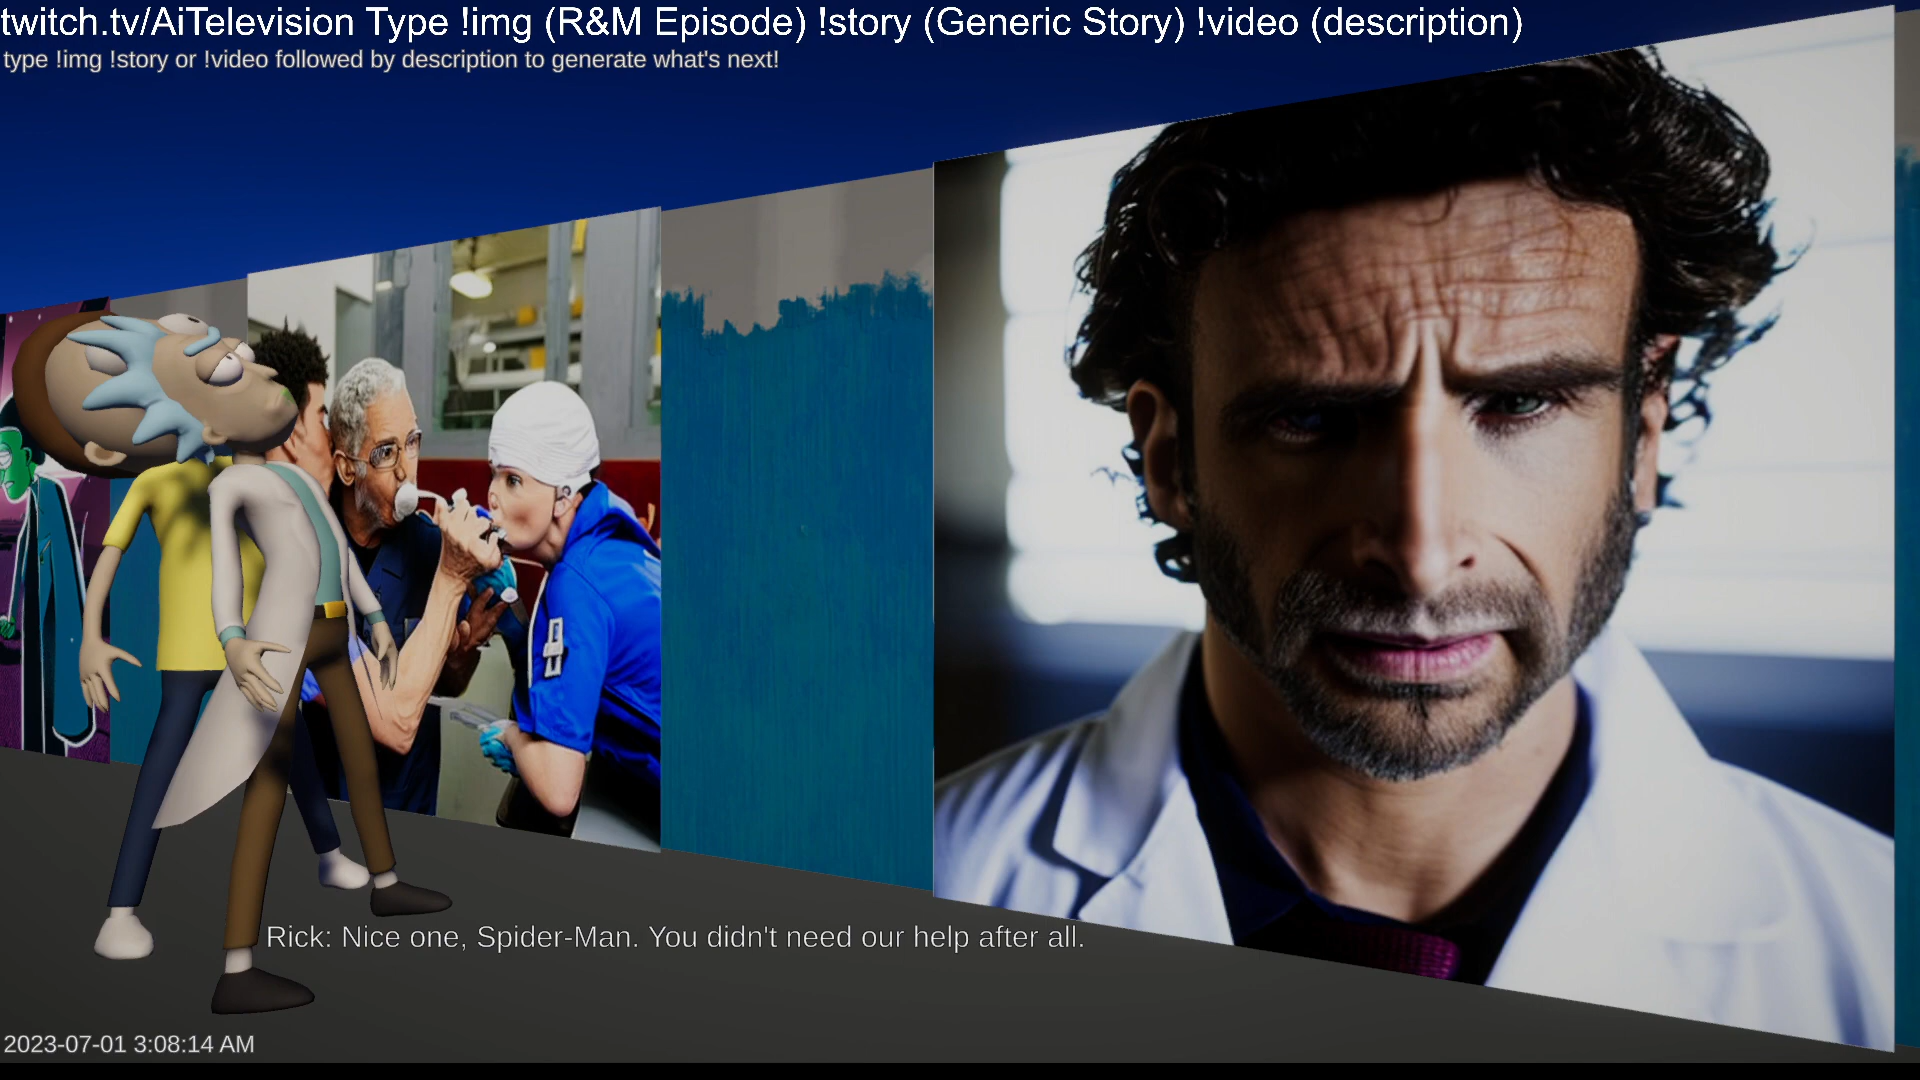 twitch.tv/AiTelevision Type !img (R&M Episode) !story (Generic Story) !video (description)
type !img !story or !video followed by description to generate what's next!
Rick: Nice one, Spider-Man. You didn't need our help after all.
2023-07-01 3:08:14 AM